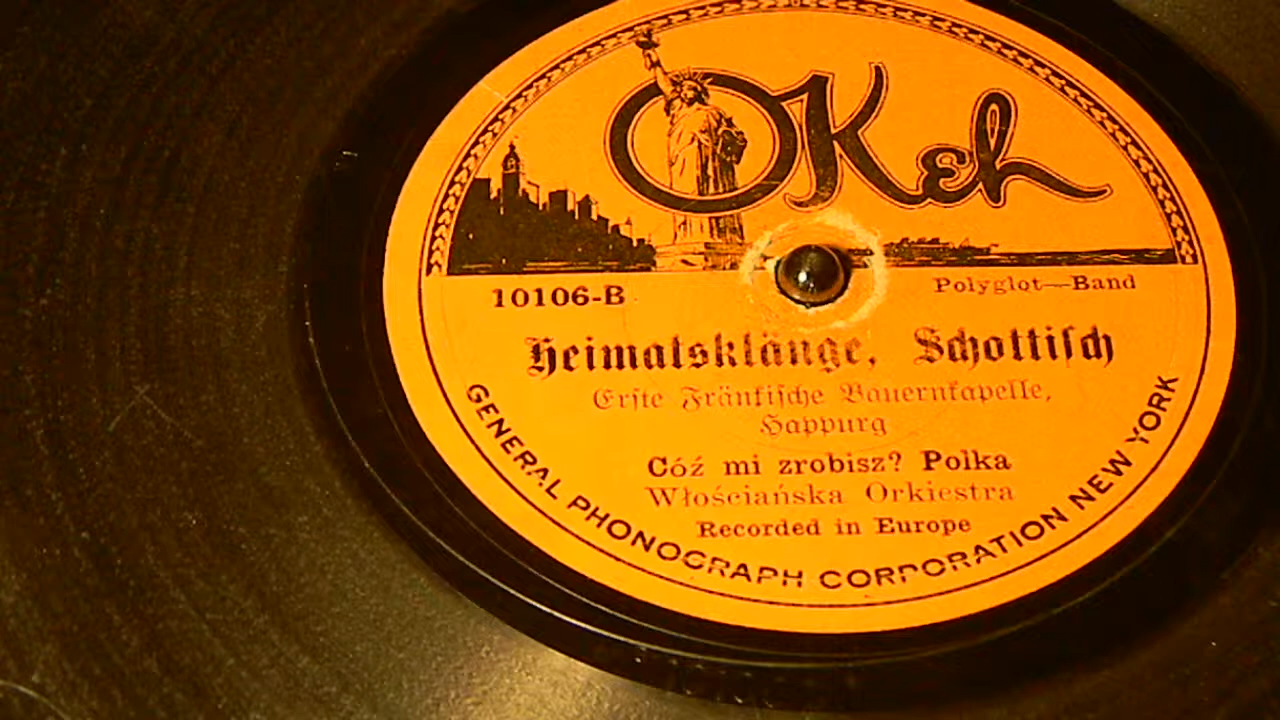 OKeh
10106-B
Polyglot—Band
Heimatsklänge, Schottiſch
Erſte Fränkiſche Bauernkapelle,
Happurg
Cóź mi zrobisz? Polka
Włościańska Orkiestra
Recorded in Europe
GENERAL PHONOGRAPH CORPORATION NEW YORK